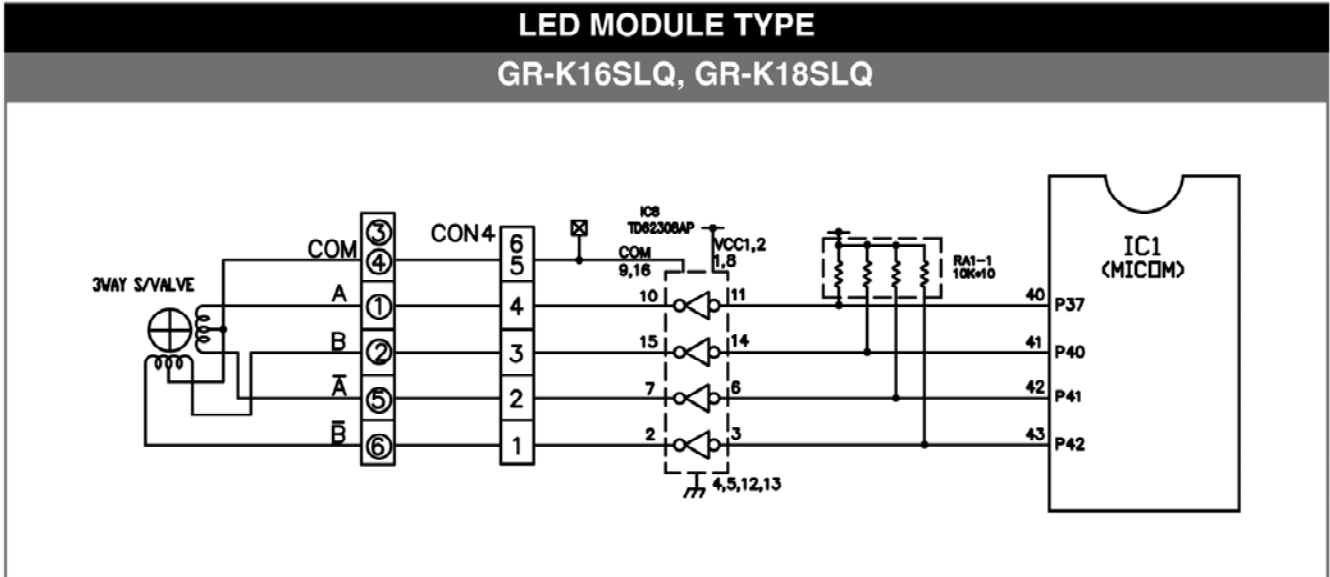 LED MODULE TYPE
GR-K16SLQ, GR-K18SLQ
3WAY S/VALVE
COM
A
B
A̅
B̅
③
④
①
②
⑤
⑥
CON4
6
5
4
3
2
1
IC6
TD62308AP
COM
9,16
VCC1,2
1,8
10
11
15
14
7
6
2
3
4,5,12,13
RA1-1
10K*10
40
41
42
43
IC1
(MICOM)
P37
P40
P41
P42